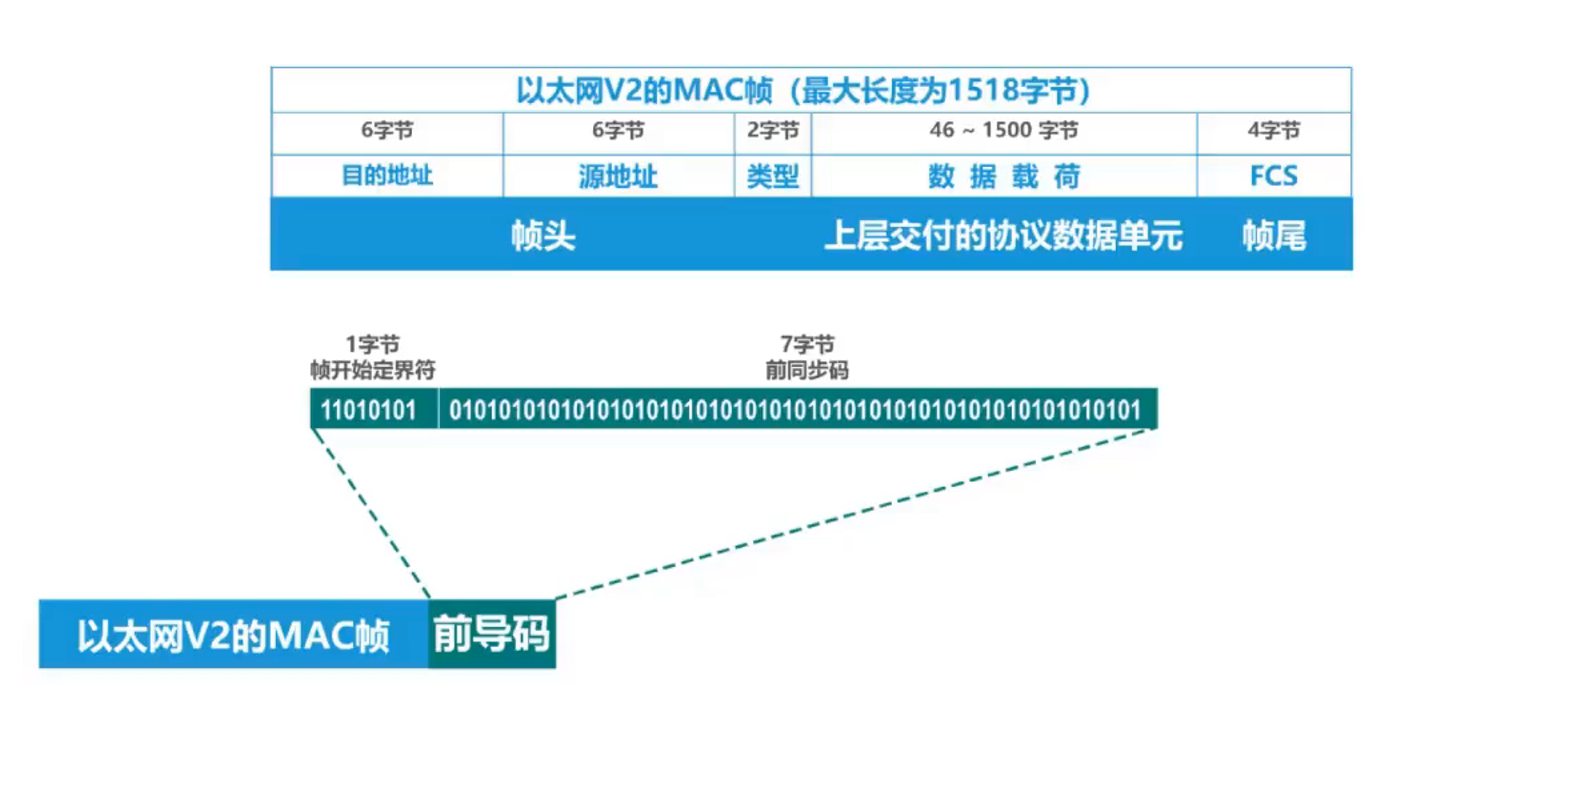 以太网V2的MAC帧（最大长度为1518字节）
6字节 6字节 2字节 46 ~ 1500 字节 4字节
目的地址 源地址 类型 数 据 载 荷 FCS
帧头 上层交付的协议数据单元 帧尾
1字节 7字节
帧开始定界符 前同步码
11010101 01010101010101010101010101010101010101010101010101010101
以太网V2的MAC帧 前导码